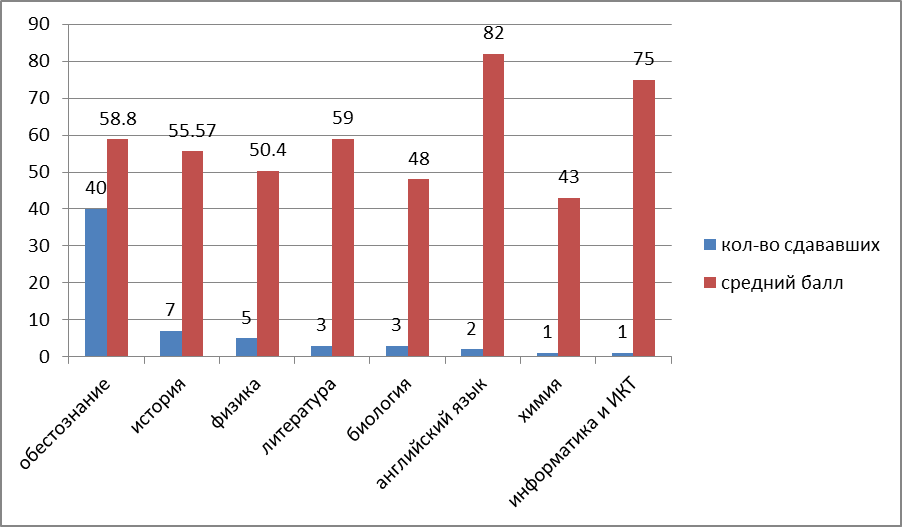 90
80
70
60
50
40
30
20
10
0
58.8
40
55.57
7
50.4
5
59
3
48
3
82
2
43
1
75
1
обестознание
история
физика
литература
биология
английский язык
химия
информатика и ИКТ
кол-во сдававших
средний балл